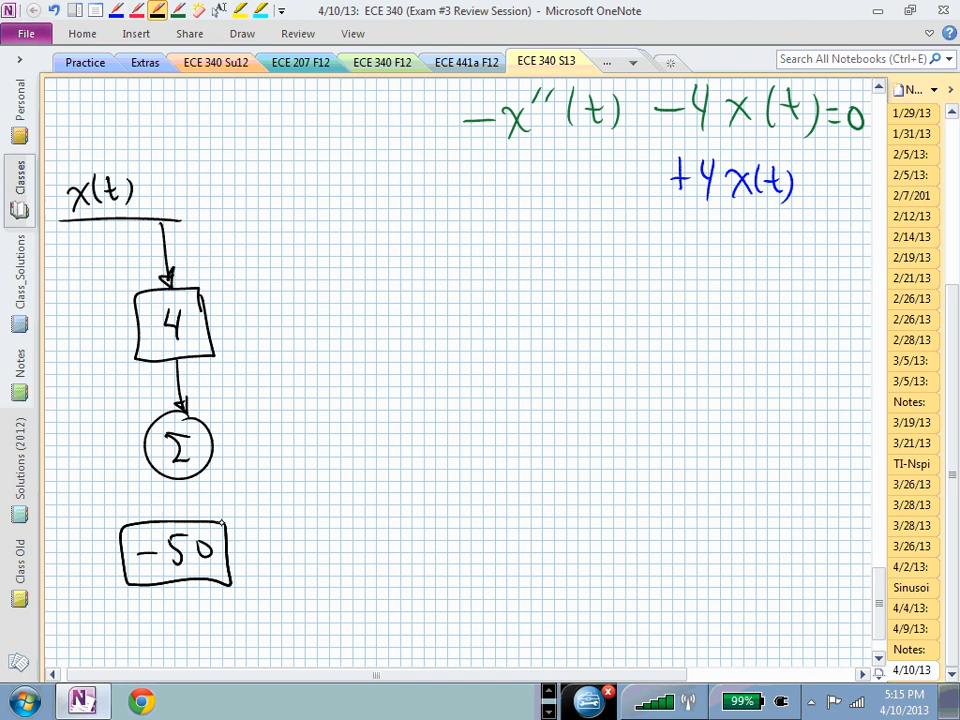 4/10/13: ECE 340 (Exam #3 Review Session) - Microsoft OneNote
File Home Insert Share Draw Review View
Practice Extras ECE 340 Su12 ECE 207 F12 ECE 340 F12 ECE 441a F12 ECE 340 S13 ... Search All Notebooks (Ctrl+E)
Personal
Classes
Class_Solutions
Notes
Solutions (2012)
Class Old
-x''(t) -4x(t)=0
+4x(t)
x(t)
4
Σ
-50
N...
1/29/13
1/31/13
2/5/13:
2/5/13:
2/7/201
2/12/13
2/14/13
2/19/13
2/21/13
2/26/13
2/26/13
2/28/13
3/5/13:
3/5/13:
Notes:
3/19/13
3/21/13
TI-Nspi
3/26/13
3/28/13
3/28/13
3/26/13
4/2/13:
Sinusoi
4/4/13:
4/9/13:
Notes:
4/10/13
99%
5:15 PM
4/10/2013